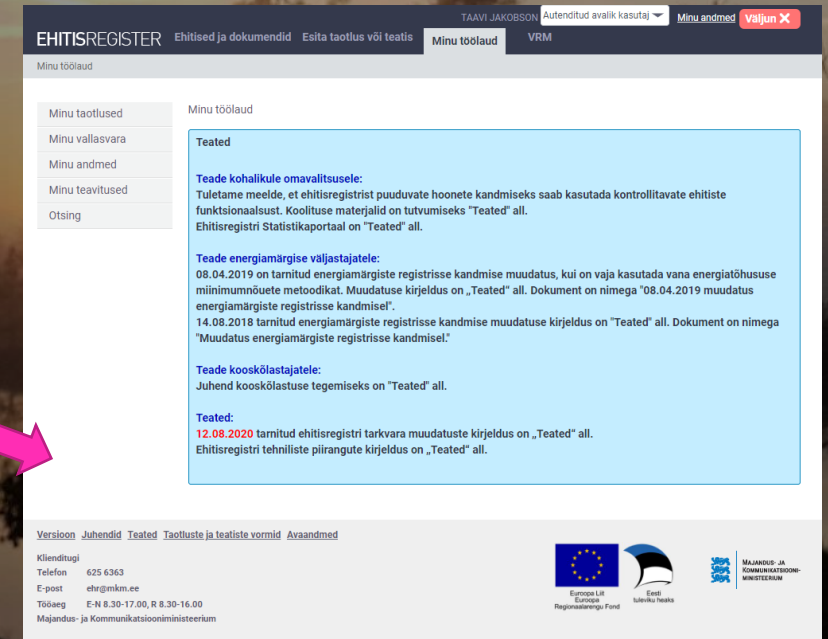 TAAVI JAKOBSON Autenditud avalik kasutaj Minu andmed Väljun X
EHITISREGISTER Ehitised ja dokumendid Esita taotlus või teatis Minu töölaud VRM
Minu töölaud
Minu taotlused
Minu vallasvara
Minu andmed
Minu teavitused
Otsing
Minu töölaud
Teated
Teade kohalikule omavalitsusele:
Tuletame meelde, et ehitisregistrist puuduvate hoonete kandmiseks saab kasutada kontrollitavate ehitiste
funktsionaalsust. Koolituse materjalid on tutvumiseks "Teated" all.
Ehitisregistri Statistikaportaal on "Teated" all.
Teade energiamärgise väljastajatele:
08.04.2019 on tarnitud energiamärgiste registrisse kandmise muudatus, kui on vaja kasutada vana energiatõhususe
miinimumnõuete metoodikat. Muudatuse kirjeldus on „Teated" all. Dokument on nimega "08.04.2019 muudatus
energiamärgiste registrisse kandmisel".
14.08.2018 tarnitud energiamärgiste registrisse kandmise muudatuse kirjeldus on "Teated" all. Dokument on nimega
"Muudatus energiamärgiste registrisse kandmisel."
Teade kooskõlastajatele:
Juhend kooskõlastuse tegemiseks on "Teated" all.
Teated:
12.08.2020 tarnitud ehitisregistri tarkvara muudatuste kirjeldus on „Teated" all.
Ehitisregistri tehniliste piirangute kirjeldus on „Teated" all.
Versioon Juhendid Teated Taotluste ja teatiste vormid Avaandmed
Klienditugi
Telefon 625 6363
E-post ehr@mkm.ee
Tööaeg E-N 8.30-17.00, R 8.30-16.00
Majandus- ja Kommunikatsiooniministeerium
Euroopa Liit
Euroopa
Regionaalarengu Fond
Eesti
tuleviku heaks
MAJANDUS- JA
KOMMUNIKATSIOONI-
MINISTEERIUM